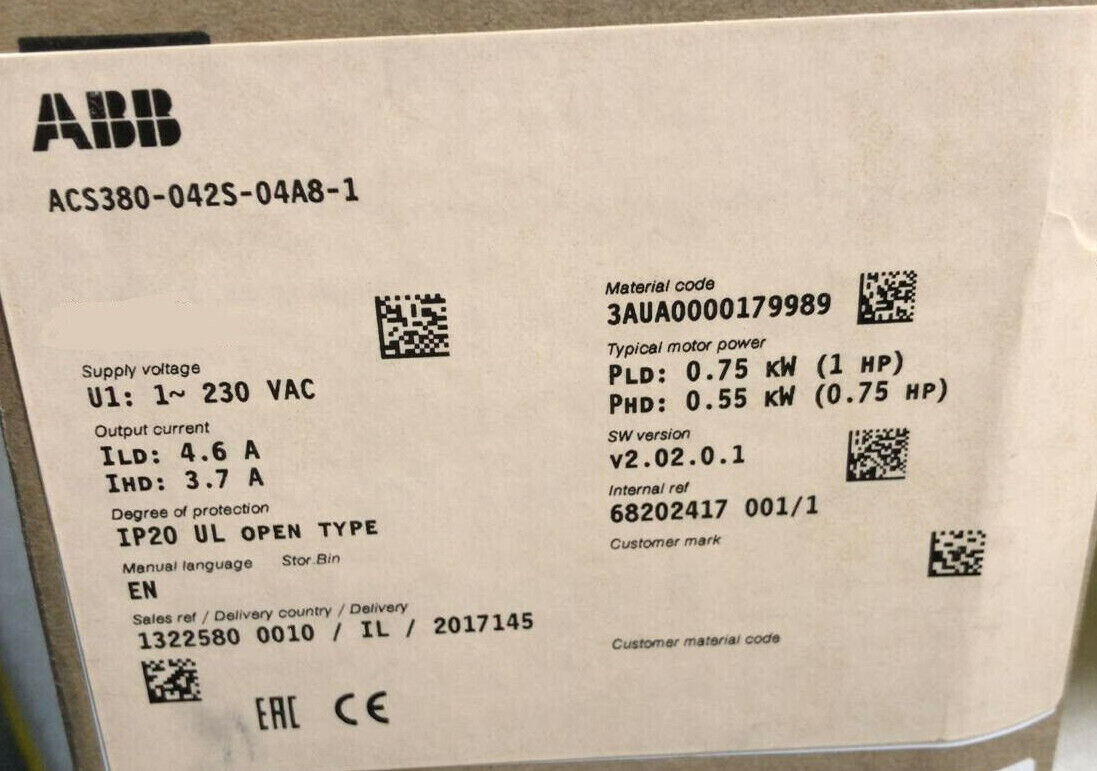 ABB
ACS380-042S-04A8-1
Supply voltage
U1: 1~ 230 VAC
Output current
ILD: 4.6 A
IHD: 3.7 A
Degree of protection
IP20 UL OPEN TYPE
Manual language Stor.Bin
EN
Sales ref / Delivery country / Delivery
1322580 0010 / IL / 2017145
EAC CE
Material code
3AUA0000179989
Typical motor power
PLD: 0.75 KW (1 HP)
PHD: 0.55 KW (0.75 HP)
SW version
v2.02.0.1
Internal ref
68202417 001/1
Customer mark
Customer material code